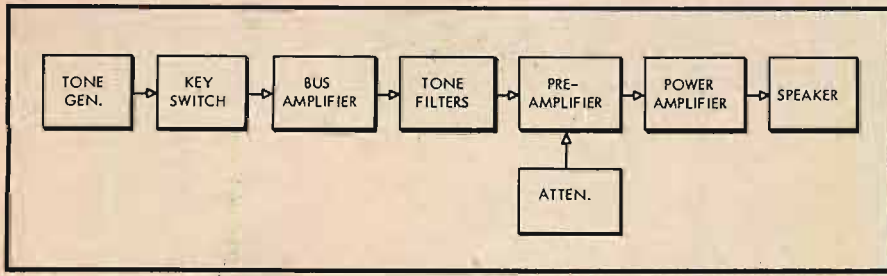 TONE
GEN.
KEY
SWITCH
BUS
AMPLIFIER
TONE
FILTERS
PRE-
AMPLIFIER
POWER
AMPLIFIER
SPEAKER
ATTEN.